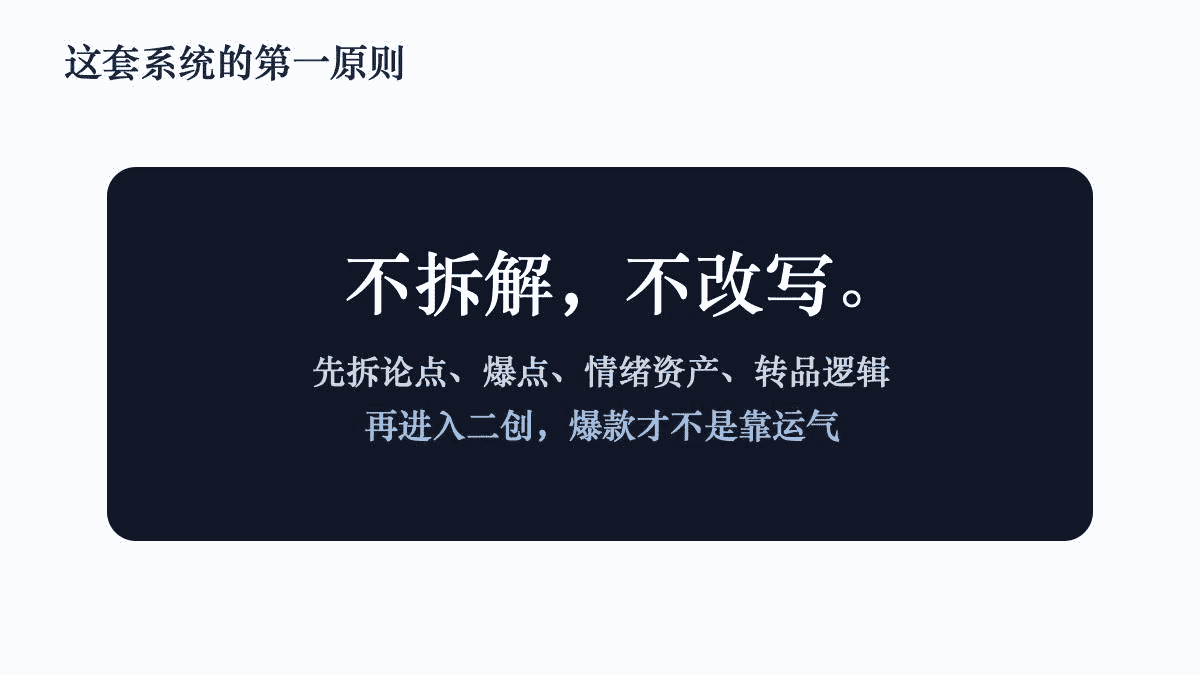 这套系统的第一原则
不拆解，不改写。
先拆论点、爆点、情绪资产、转品逻辑
再进入二创，爆款才不是靠运气